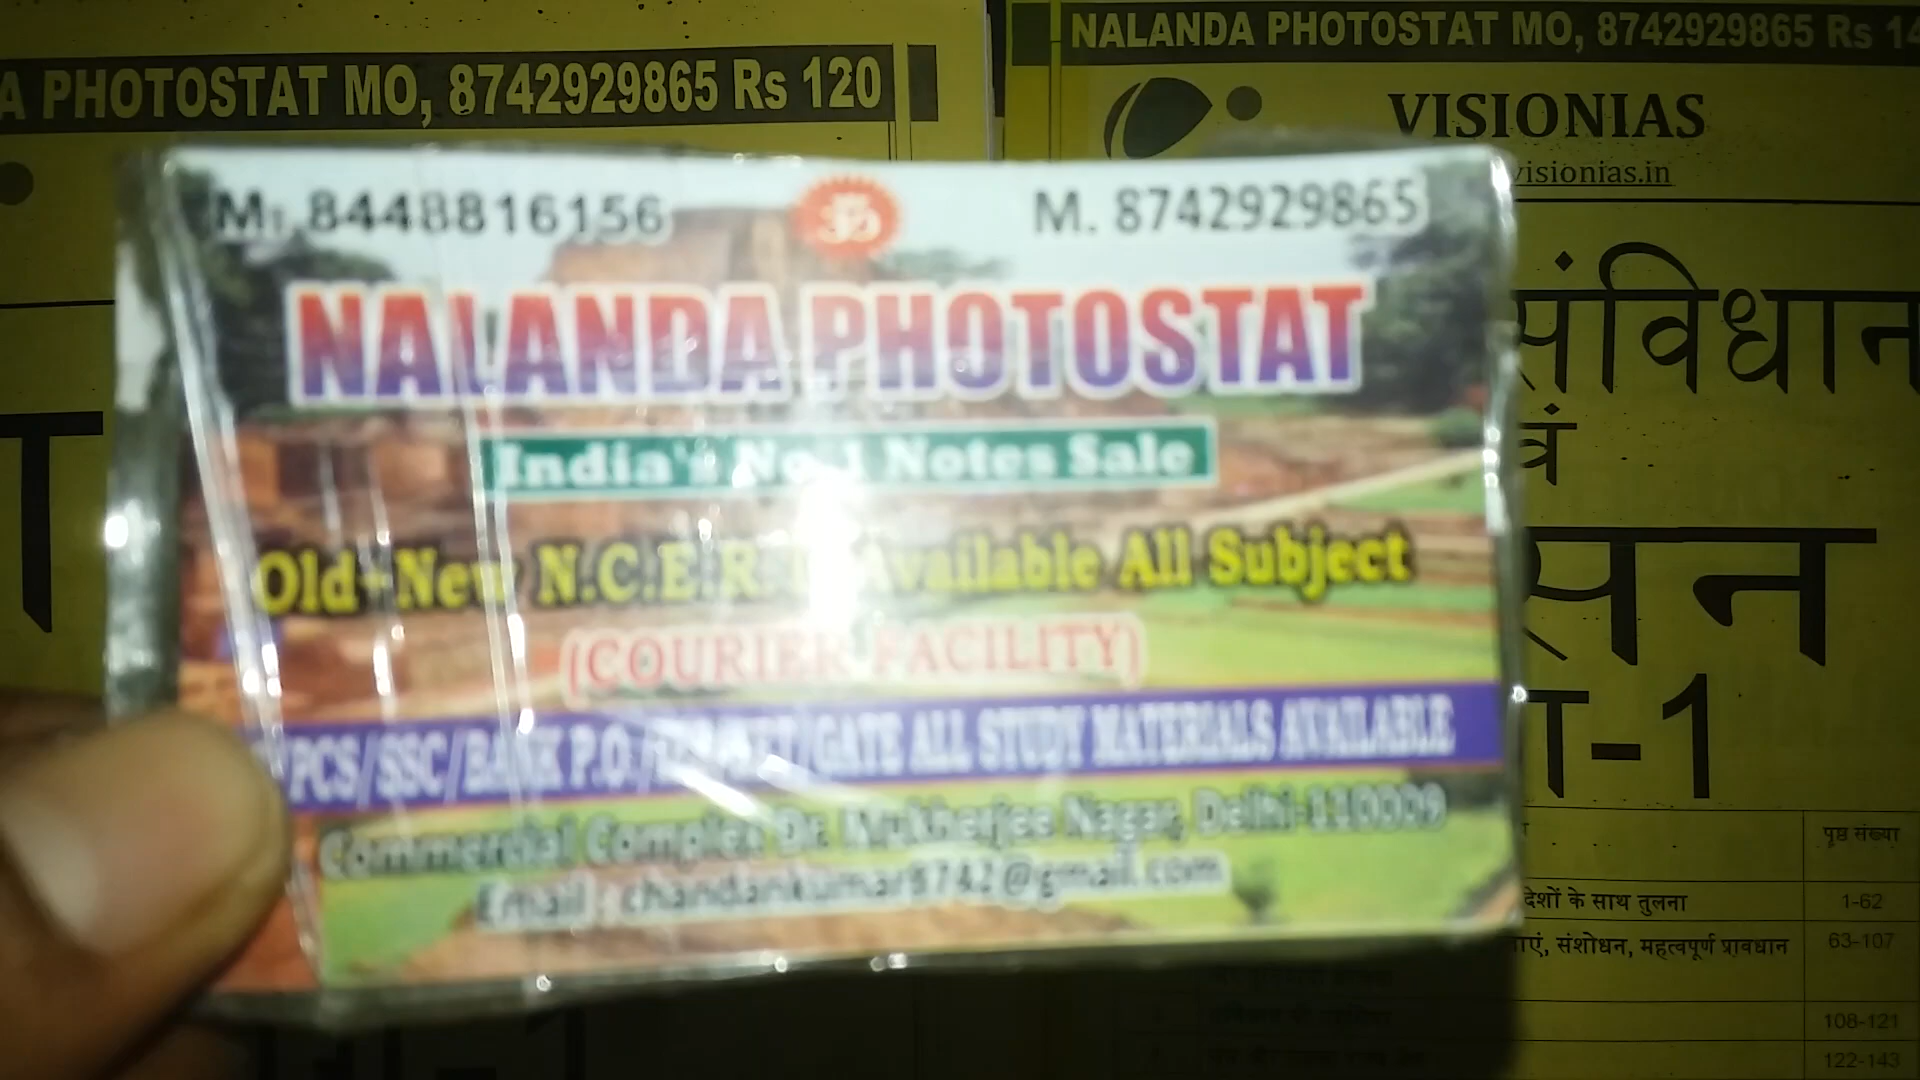 A PHOTOSTAT MO, 8742929865 Rs 120
NALANDA PHOTOSTAT MO, 8742929865 Rs 14
VISIONIAS
visionias.in
संविधान
वं
सन
-1
पृष्ठ संख्या
देशों के साथ तुलना 1-62
संशोधन, महत्वपूर्ण प्रावधान 63-107
108-121
122-143
M. 8448816156
ॐ
M. 8742929865
NALANDA PHOTOSTAT
India's No.1 Notes Sale
Old+New N.C.E.R.T Available All Subject
(COURIER FACILITY)
/PCS/SSC/BANK P.O./ /GATE ALL STUDY MATERIALS AVAILABLE
Commercial Complex Dr. Mukherjee Nagar, Delhi-110009
Email : chandankumar8742@gmail.com